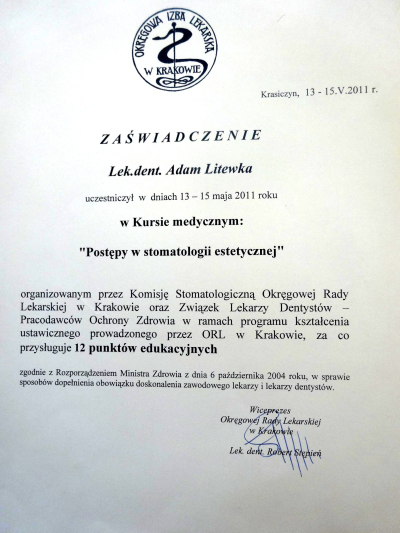 OKRĘGOWA IZBA LEKARSKA
W KRAKOWIE
Krasiczyn, 13 - 15.V.2011 r.
ZAŚWIADCZENIE
Lek.dent. Adam Litewka
uczestniczył w dniach 13 – 15 maja 2011 roku
w Kursie medycznym:
"Postępy w stomatologii estetycznej"
organizowanym przez Komisję Stomatologiczną Okręgowej Rady
Lekarskiej w Krakowie oraz Związek Lekarzy Dentystów –
Pracodawców Ochrony Zdrowia w ramach programu kształcenia
ustawicznego prowadzonego przez ORL w Krakowie, za co
przysługuje 12 punktów edukacyjnych
zgodnie z Rozporządzeniem Ministra Zdrowia z dnia 6 października 2004 roku, w sprawie
sposobów dopełnienia obowiązku doskonalenia zawodowego lekarzy i lekarzy dentystów.
Wiceprezes
Okręgowej Rady Lekarskiej
w Krakowie
Lek. dent. Robert Stępień